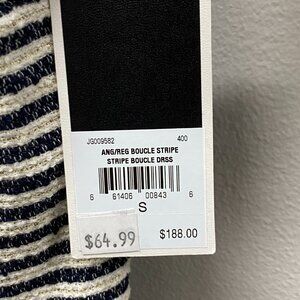 JG009582 400
ANG/REG BOUCLE STRIPE
STRIPE BOUCLE DRSS
6 61406 00843 6
S
$64.99 $188.00